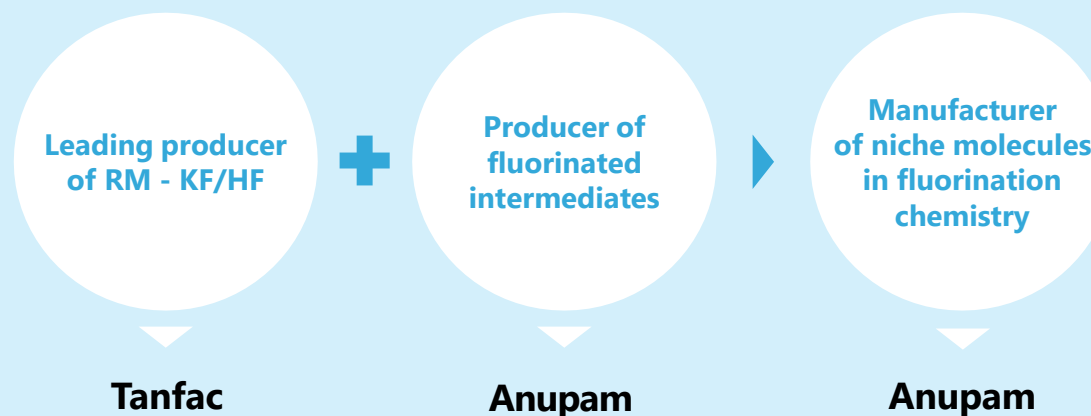 Leading producer
of RM - KF/HF
Producer of
fluorinated
intermediates
Manufacturer
of niche molecules
in fluorination
chemistry
Tanfac
Anupam
Anupam